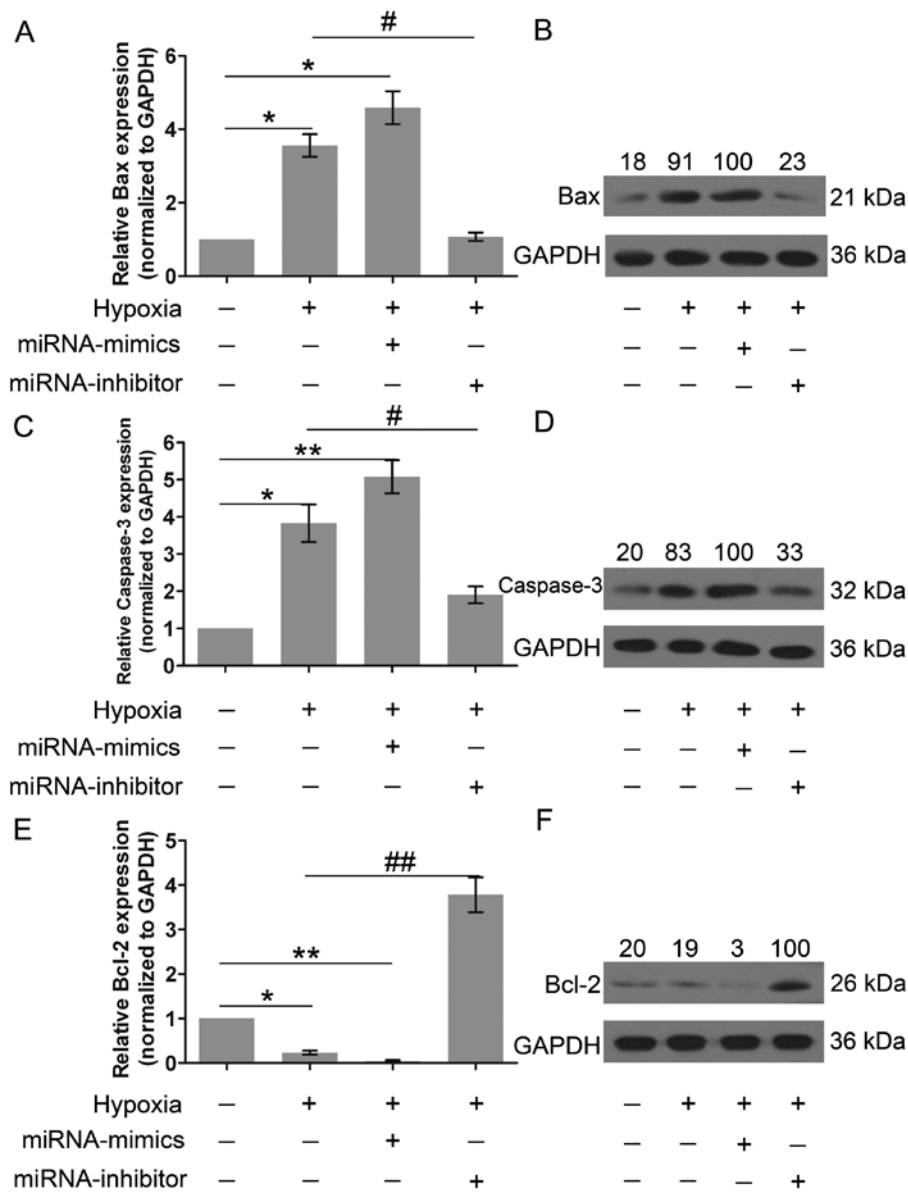 A
Relative Bax expression
(normalized to GAPDH)
6
4
2
0
*
*
#
Hypoxia – + + +
miRNA-mimics – – + –
miRNA-inhibitor – – – +
B
18 91 100 23
Bax 21 kDa
GAPDH 36 kDa
– + + +
– – + –
– – – +
C
Relative Caspase-3 expression
(normalized to GAPDH)
6
5
4
3
2
1
0
*
**
#
Hypoxia – + + +
miRNA-mimics – – + –
miRNA-inhibitor – – – +
D
20 83 100 33
Caspase-3 32 kDa
GAPDH 36 kDa
– + + +
– – + –
– – – +
E
Relative Bcl-2 expression
(normalized to GAPDH)
5
4
3
2
1
0
*
**
##
Hypoxia – + + +
miRNA-mimics – – + –
miRNA-inhibitor – – – +
F
20 19 3 100
Bcl-2 26 kDa
GAPDH 36 kDa
– + + +
– – + –
– – – +